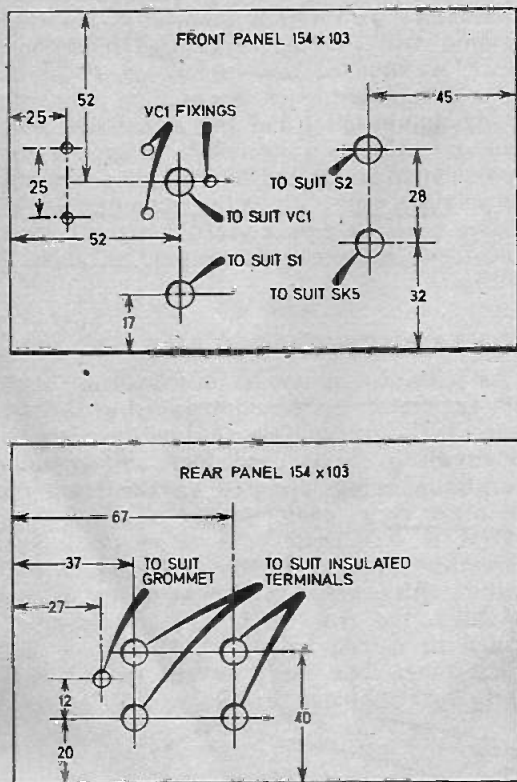 FRONT PANEL 154 x 103
25
52
VC1 FIXINGS
45
25
TO SUIT S2
TO SUIT VC1
28
52
TO SUIT S1
TO SUIT SK5
32
17
REAR PANEL 154 x 103
67
37
TO SUIT
GROMMET
TO SUIT INSULATED
TERMINALS
27
12
40
20